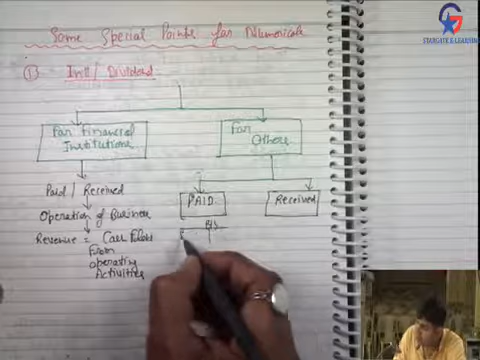 Some Special Points for Numericals
① Int/Dividend
For Financial
Institutions
For
Others
Paid/Received
Operation of Business
Revenue = Cash Flows
From
operating
Activities
PAID
Received
B/S
STARGATE E LEARNING